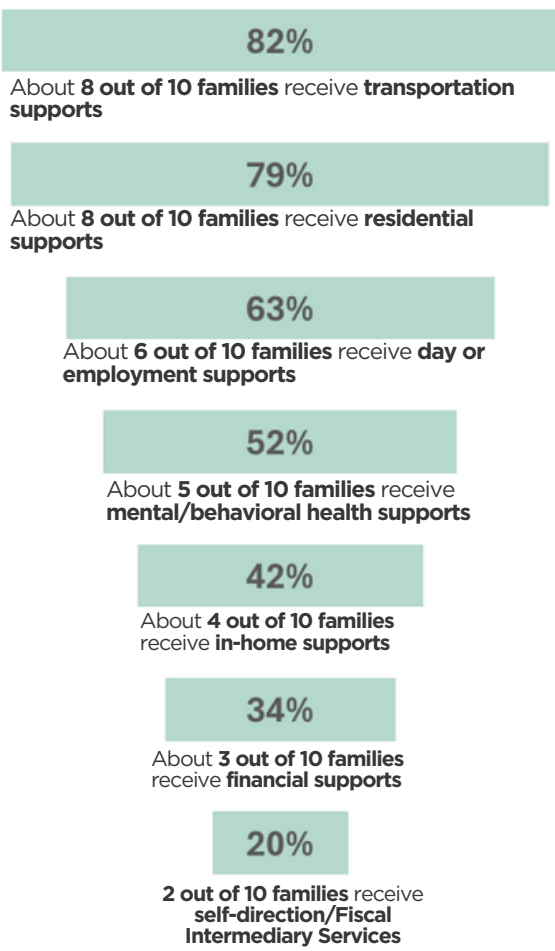 82%
About 8 out of 10 families receive transportation
supports
79%
About 8 out of 10 families receive residential
supports
63%
About 6 out of 10 families receive day or
employment supports
52%
About 5 out of 10 families receive
mental/behavioral health supports
42%
About 4 out of 10 families
receive in-home supports
34%
About 3 out of 10 families
receive financial supports
20%
2 out of 10 families receive
self-direction/Fiscal
Intermediary Services